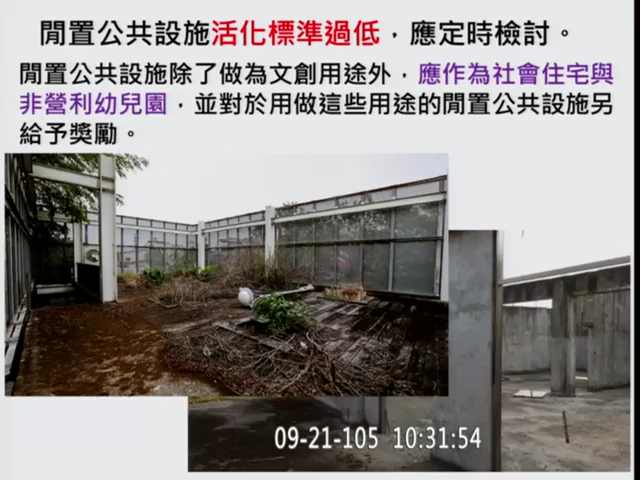 閒置公共設施活化標準過低，應定時檢討。
閒置公共設施除了做為文創用途外，應作為社會住宅與
非營利幼兒園，並對於用做這些用途的閒置公共設施另
給予獎勵。
09-21-105 10:31:54